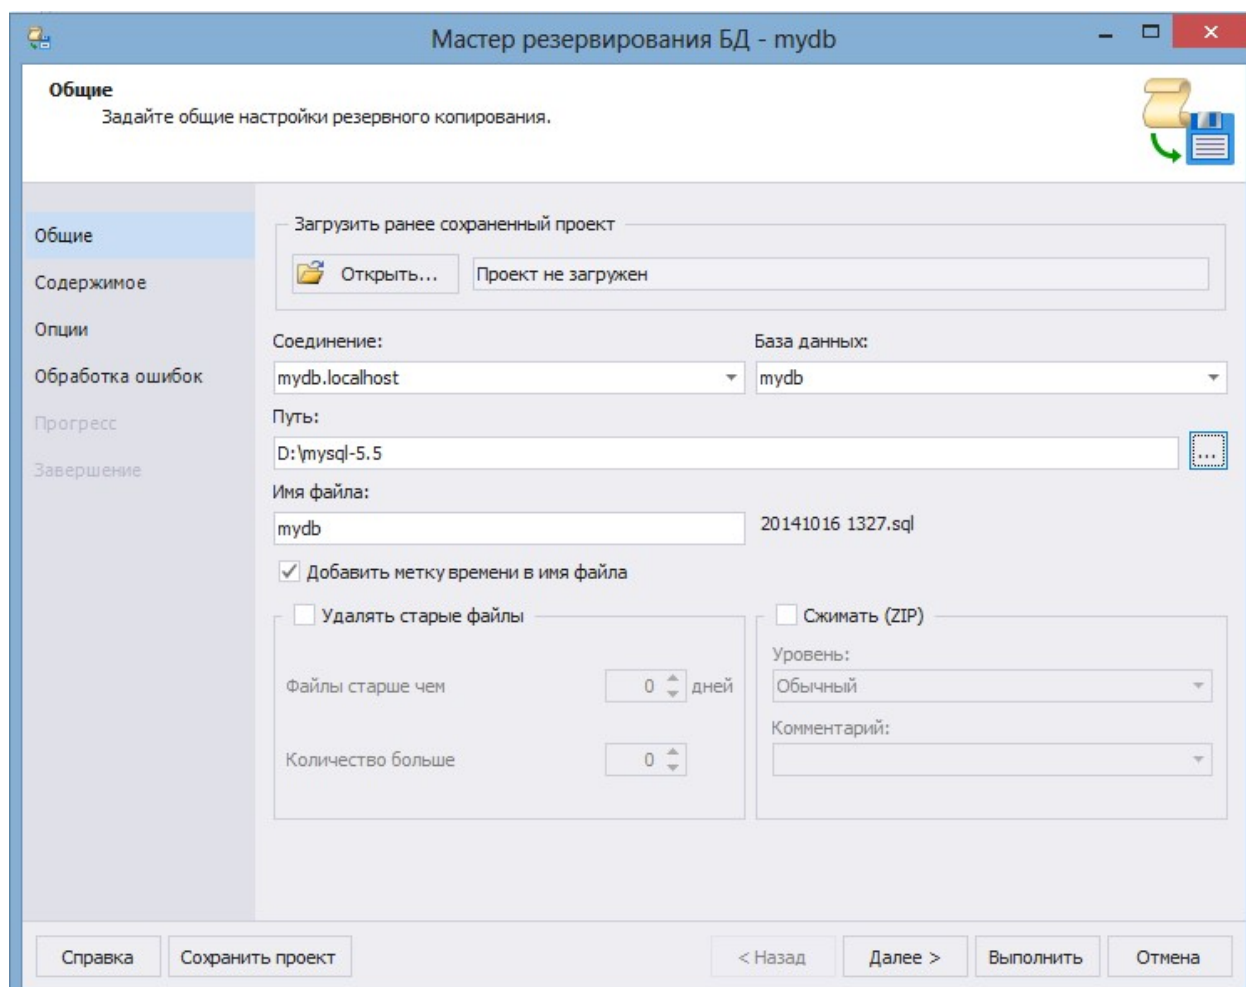 Мастер резервирования БД - mydb
Общие
Задайте общие настройки резервного копирования.
Общие
Содержимое
Опции
Обработка ошибок
Прогресс
Завершение
Загрузить ранее сохраненный проект
Открыть... Проект не загружен
Соединение: База данных:
mydb.localhost mydb
Путь:
D:\mysql-5.5 ...
Имя файла:
mydb 20141016 1327.sql
Добавить метку времени в имя файла
Удалять старые файлы
Файлы старше чем 0 дней
Количество больше 0
Сжимать (ZIP)
Уровень:
Обычный
Комментарий:
Справка Сохранить проект < Назад Далее > Выполнить Отмена